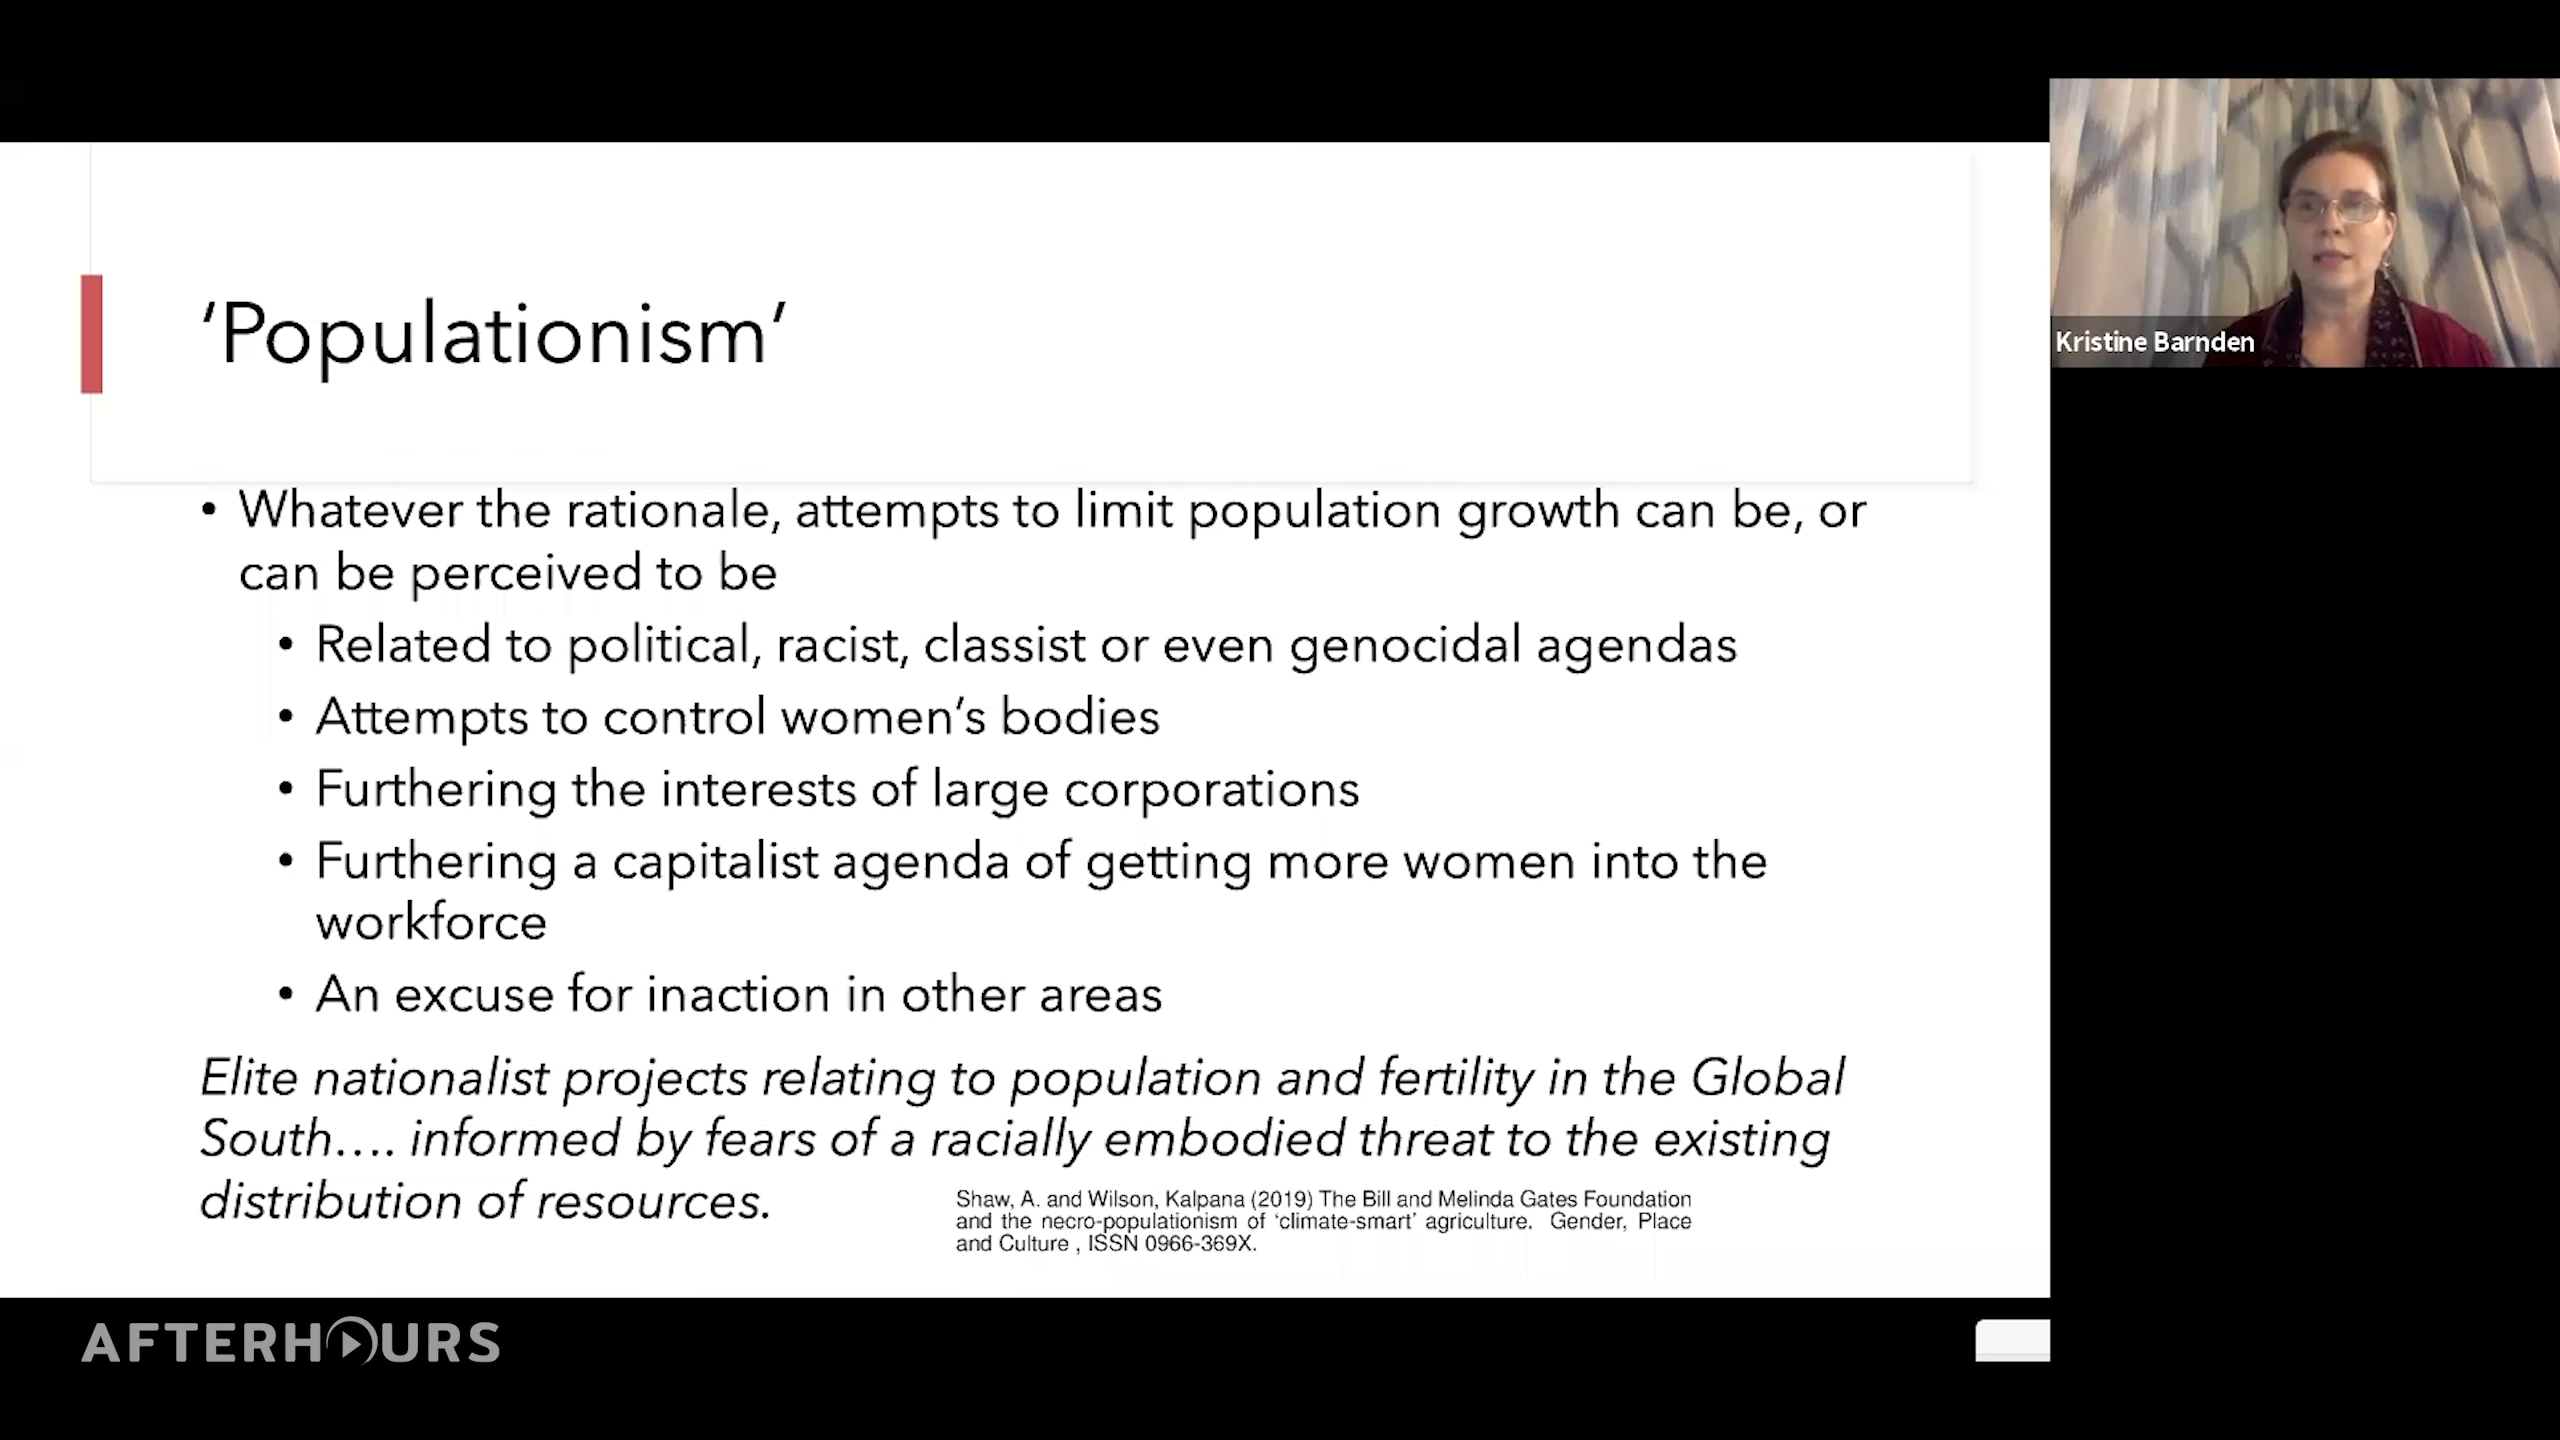 ‘Populationism’
• Whatever the rationale, attempts to limit population growth can be, or
can be perceived to be
• Related to political, racist, classist or even genocidal agendas
• Attempts to control women’s bodies
• Furthering the interests of large corporations
• Furthering a capitalist agenda of getting more women into the
workforce
• An excuse for inaction in other areas
Elite nationalist projects relating to population and fertility in the Global
South…. informed by fears of a racially embodied threat to the existing
distribution of resources.
Shaw, A. and Wilson, Kalpana (2019) The Bill and Melinda Gates Foundation
and the necro-populationism of ‘climate-smart’ agriculture. Gender, Place
and Culture , ISSN 0966-369X.
Kristine Barnden
AFTERHOURS